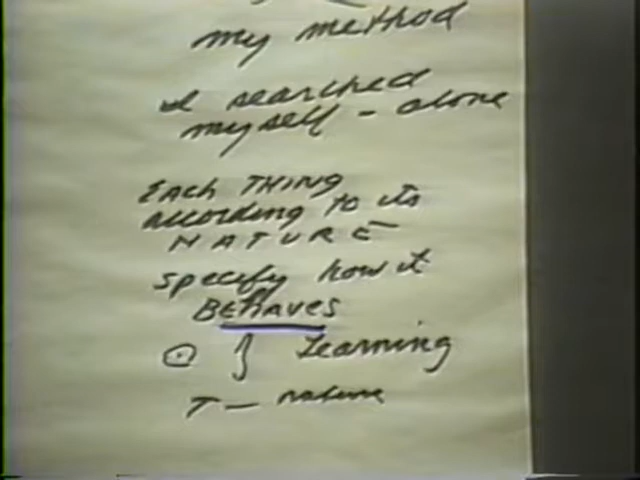 my method
I searched
myself - alone
EACH THING
according to its
NATURE
specify how it
BEHAVES
⊙ } Learning
T — nature